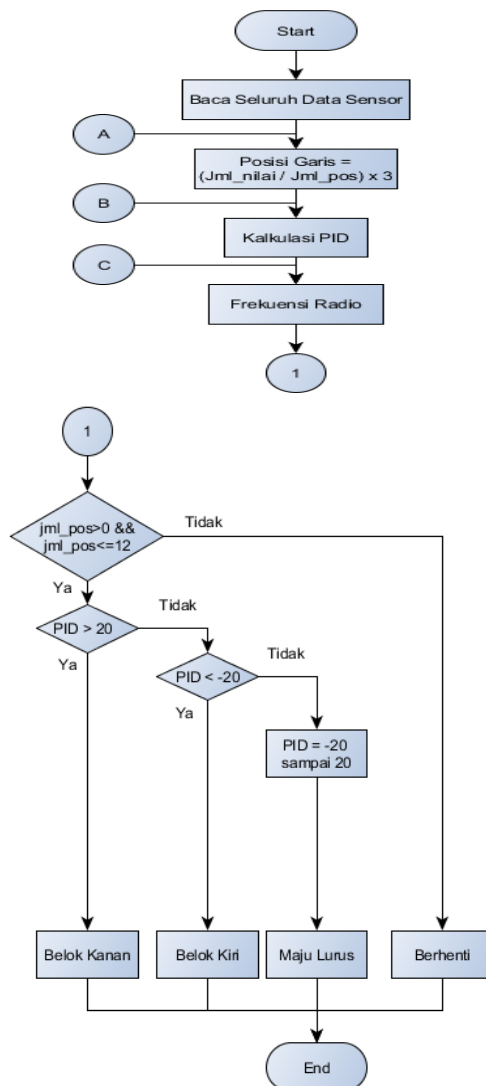 Start
Baca Seluruh Data Sensor
A
Posisi Garis =
(Jml_nilai / Jml_pos) x 3
B
Kalkulasi PID
C
Frekuensi Radio
1
1
jml_pos>0 &&
jml_pos<=12
Tidak
Ya
PID > 20
Tidak
Ya
PID < -20
Tidak
Ya
PID = -20
sampai 20
Belok Kanan
Belok Kiri
Maju Lurus
Berhenti
End